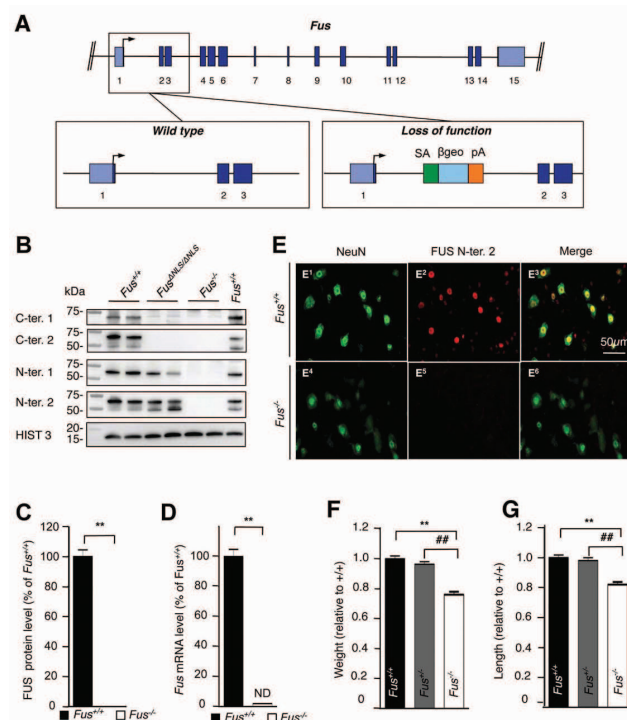 A
Fus
1 2 3 4 5 6 7 8 9 10 11 12 13 14 15
Wild type
1 2 3
Loss of function
SA βgeo pA
1 2 3
B
kDa
Fus+/+ FusΔNLS/ΔNLS Fus-/- Fus+/+
C-ter. 1
75-
50-
C-ter. 2
75-
50-
N-ter. 1
75-
50-
N-ter. 2
75-
50-
HIST 3
20-
15-
E
NeuN FUS N-ter. 2 Merge
Fus+/+
E1 E2 E3
50µm
Fus-/-
E4 E5 E6
C
FUS protein level (% of Fus+/+)
120
100
80
60
40
20
0
**
Fus+/+ Fus-/-
D
Fus mRNA level (% of Fus+/+)
120
100
80
60
40
20
0
**
ND
Fus+/+ Fus-/-
F
Weight (relative to +/+)
1.2
1.0
0.8
0.6
0.4
0.2
0.0
**
##
Fus+/+ Fus+/- Fus-/-
G
Length (relative to +/+)
1.2
1.0
0.8
0.6
0.4
0.2
0.0
**
##
Fus+/+ Fus+/- Fus-/-